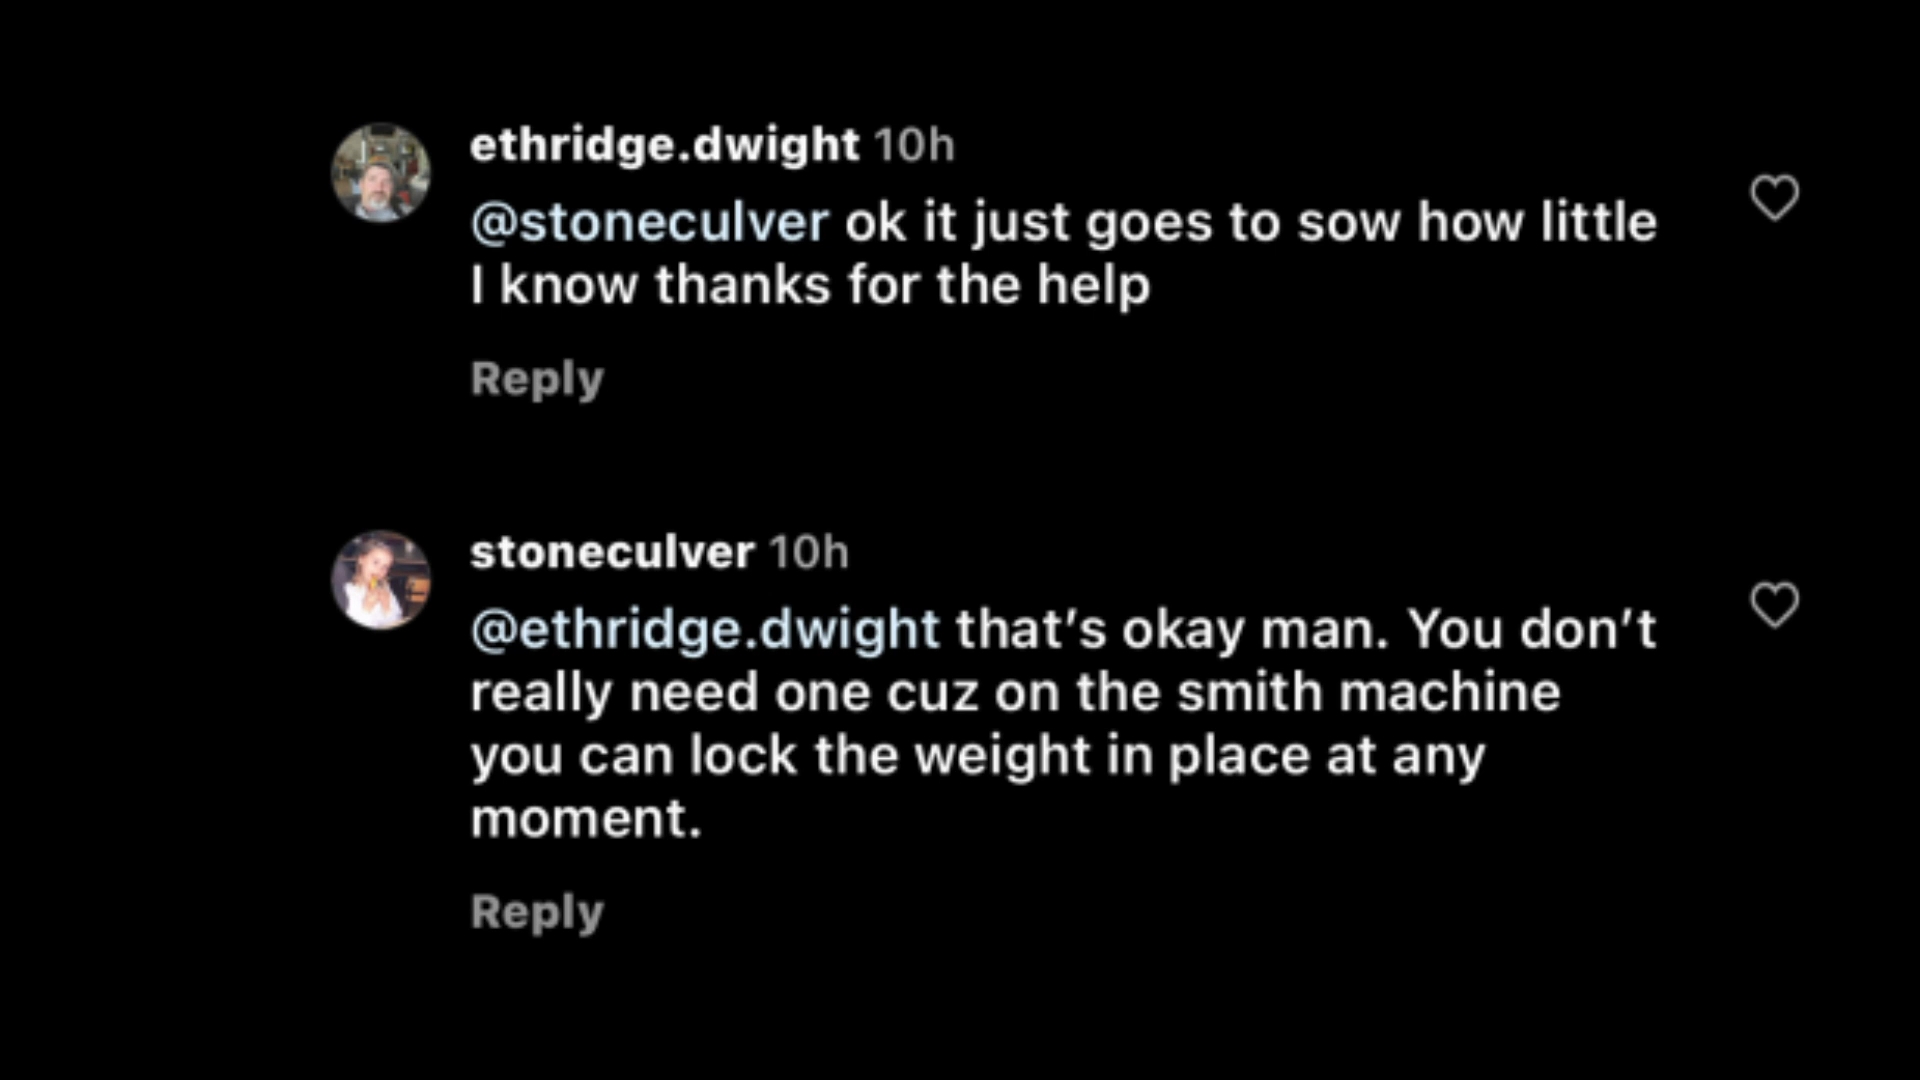 ethridge.dwight 10h
@stoneculver ok it just goes to sow how little
I know thanks for the help
Reply
stoneculver 10h
@ethridge.dwight that’s okay man. You don’t
really need one cuz on the smith machine
you can lock the weight in place at any
moment.
Reply